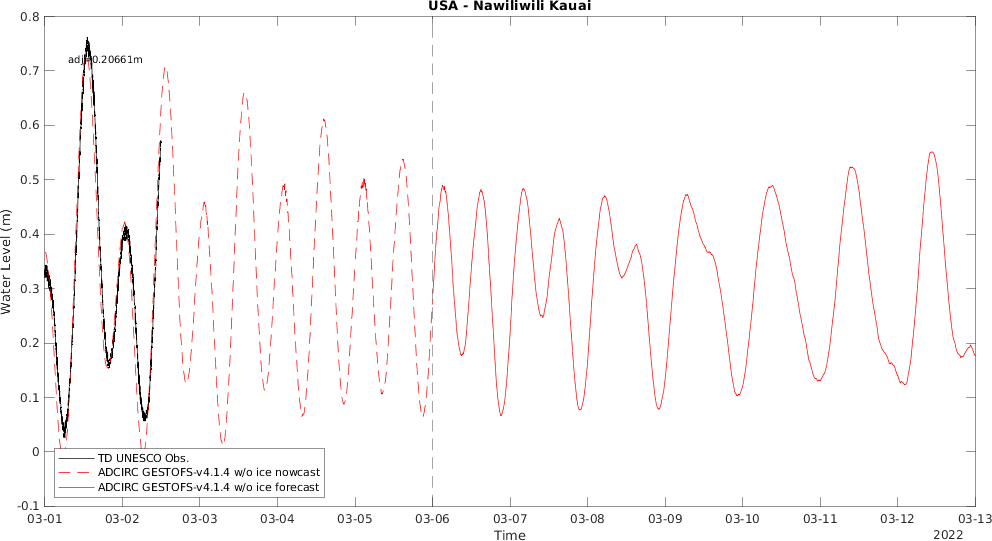 USA - Nawiliwili Kauai
0.8
0.7
0.6
0.5
0.4
0.3
0.2
0.1
0
-0.1
Water Level (m)
adj=0.20661m
TD UNESCO Obs.
ADCIRC GESTOFS-v4.1.4 w/o ice nowcast
ADCIRC GESTOFS-v4.1.4 w/o ice forecast
03-01 03-02 03-03 03-04 03-05 03-06 03-07 03-08 03-09 03-10 03-11 03-12 03-13
Time
2022